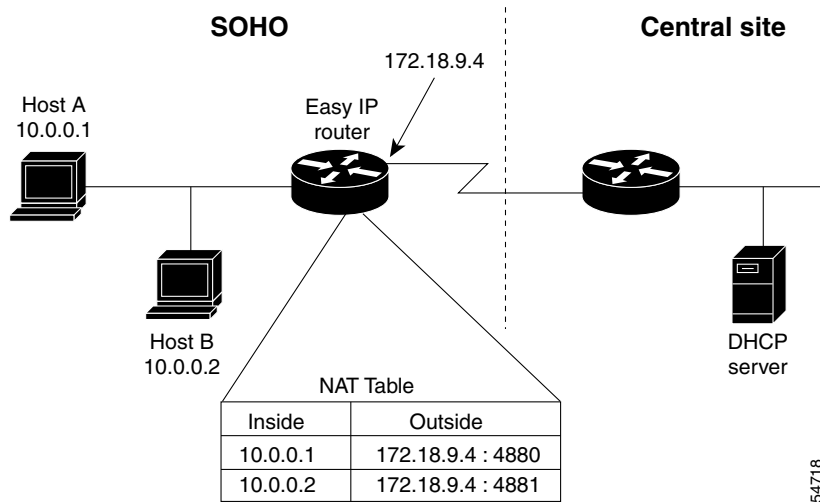 SOHO
Central site
172.18.9.4
Host A
10.0.0.1
Easy IP
router
Host B
10.0.0.2
DHCP
server
NAT Table
Inside Outside
10.0.0.1 172.18.9.4 : 4880
10.0.0.2 172.18.9.4 : 4881
54718